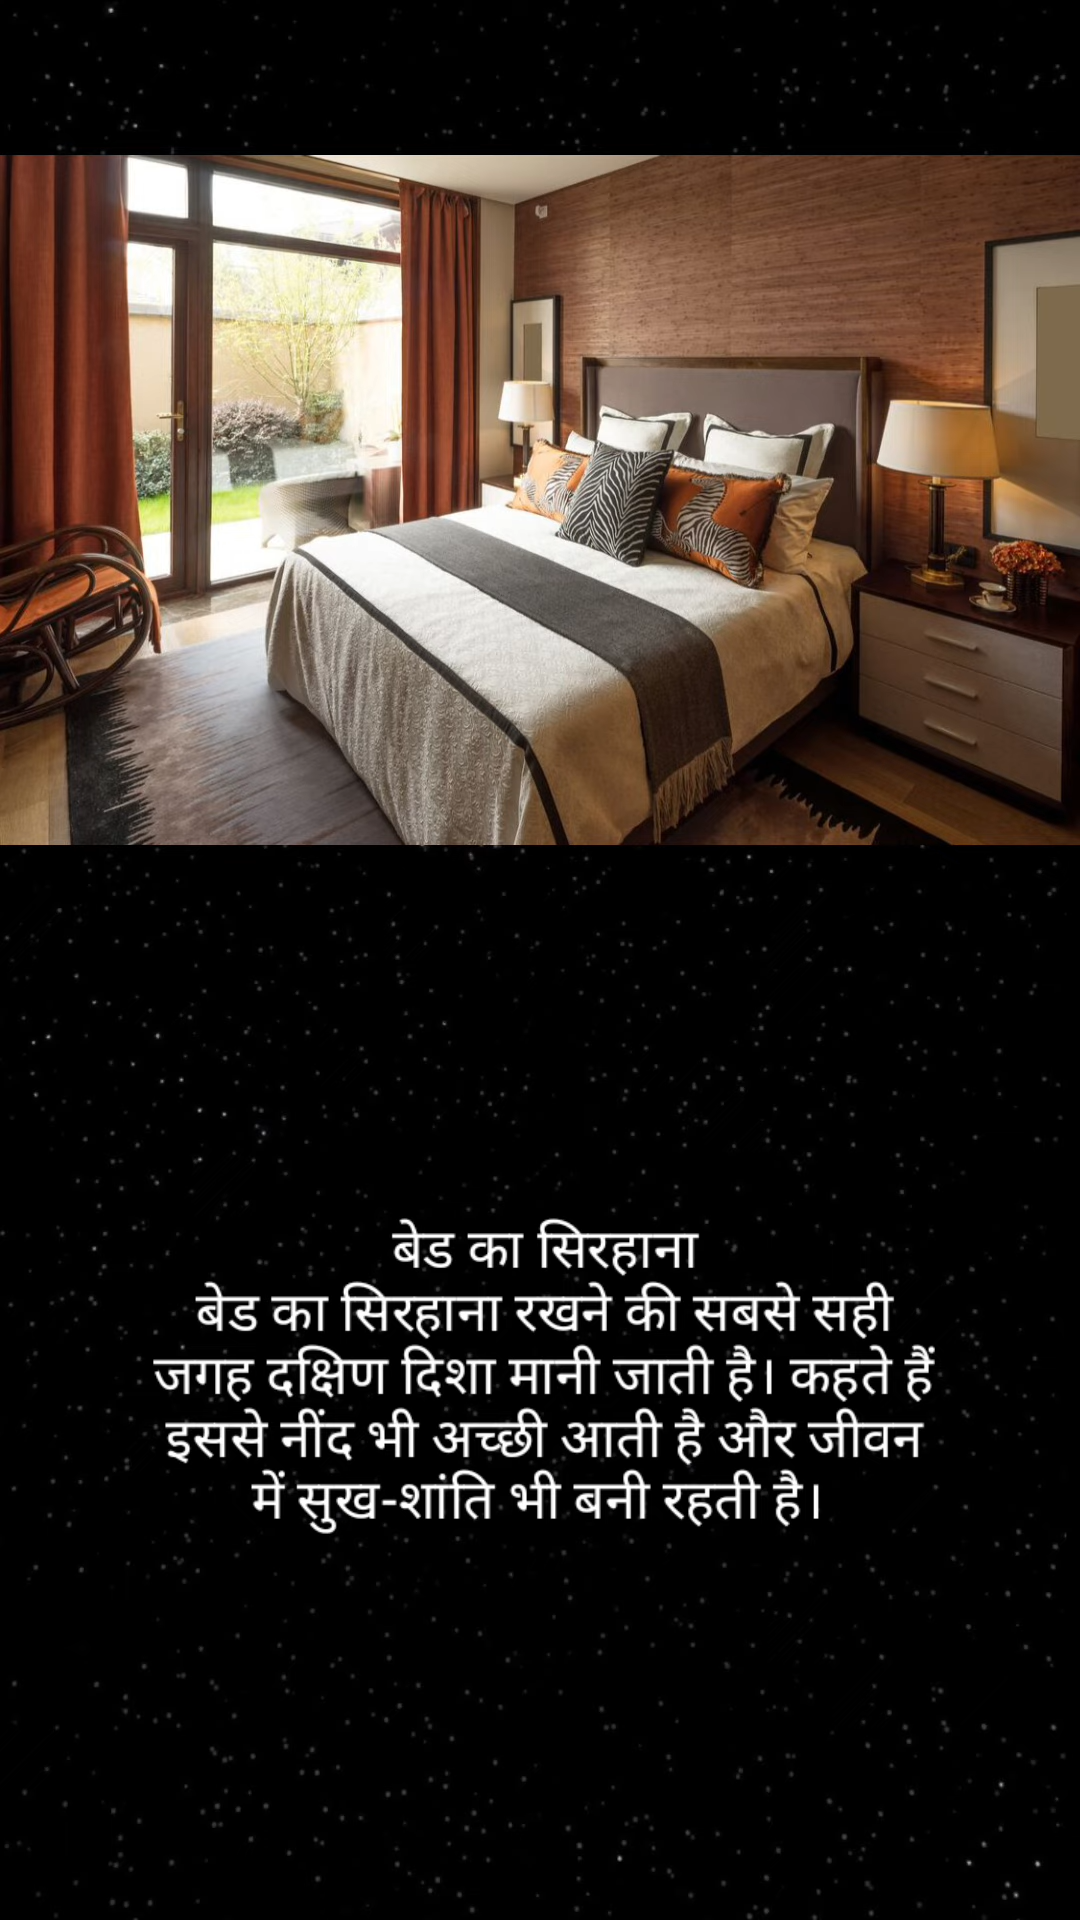 बेड का सिरहाना
बेड का सिरहाना रखने की सबसे सही
जगह दक्षिण दिशा मानी जाती है। कहते हैं
इससे नींद भी अच्छी आती है और जीवन
में सुख-शांति भी बनी रहती है।